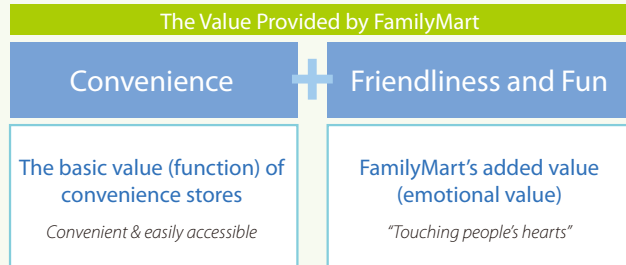 The Value Provided by FamilyMart
Convenience + Friendliness and Fun
The basic value (function) of
convenience stores
Convenient & easily accessible
FamilyMart’s added value
(emotional value)
“Touching people’s hearts”